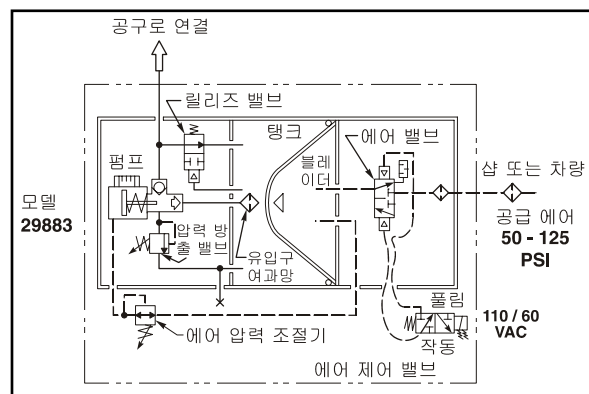 공구로 연결
릴리즈 밸브
탱크
에어 밸브
펌프
블레
이더
샵 또는 차량
모델
29883
공급 에어
50 - 125
PSI
압력 방
출 밸브
유입구
여과망
풀림
110 / 60
VAC
에어 압력 조절기
작동
에어 제어 밸브